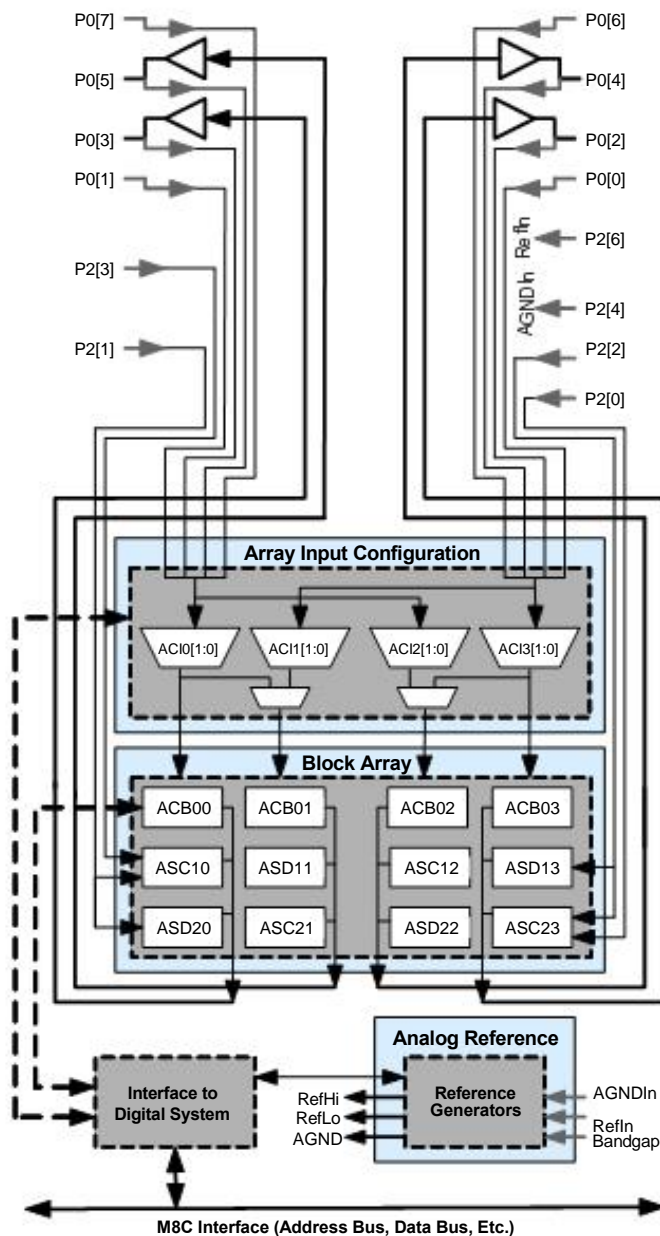 P0[7]
P0[6]
P0[5]
P0[4]
P0[3]
P0[2]
P0[1]
P0[0]
RefIn
P2[6]
P2[3]
AGNDIn
P2[4]
P2[1]
P2[2]
P2[0]
Array Input Configuration
ACI0[1:0]
ACI1[1:0]
ACI2[1:0]
ACI3[1:0]
Block Array
ACB00
ACB01
ACB02
ACB03
ASC10
ASD11
ASC12
ASD13
ASD20
ASC21
ASD22
ASC23
Analog Reference
Interface to
Digital System
RefHi
RefLo
AGND
Reference
Generators
AGNDIn
RefIn
Bandgap
M8C Interface (Address Bus, Data Bus, Etc.)